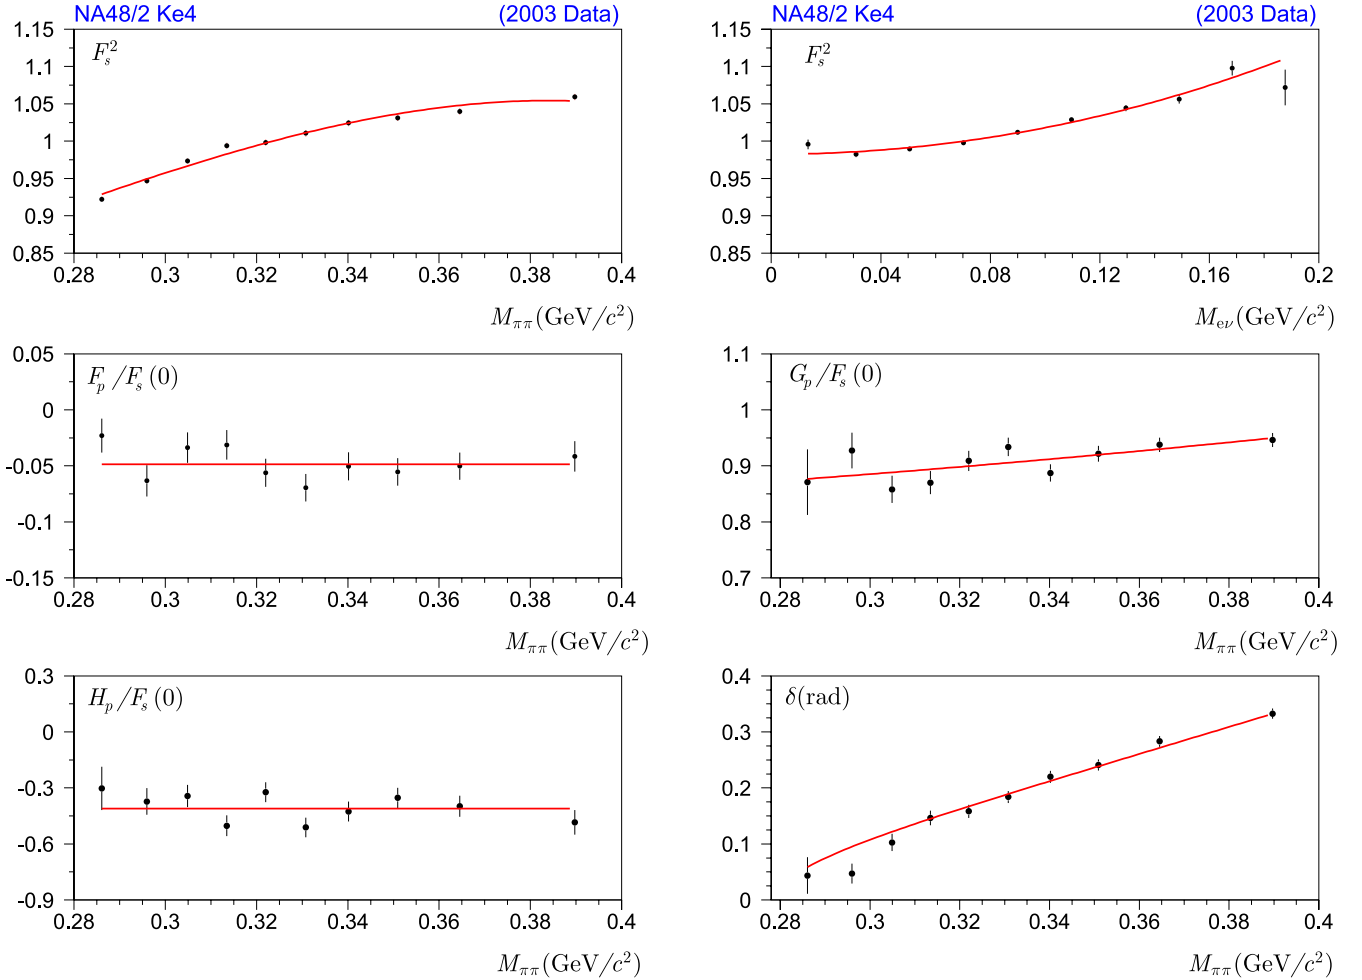 NA48/2 Ke4 (2003 Data)
F_s^2
1.15
1.1
1.05
1
0.95
0.9
0.85
0.28 0.3 0.32 0.34 0.36 0.38 0.4
M_ππ(GeV/c^2)
NA48/2 Ke4 (2003 Data)
F_s^2
1.15
1.1
1.05
1
0.95
0.9
0.85
0 0.04 0.08 0.12 0.16 0.2
M_eν(GeV/c^2)
F_p/F_s(0)
0.05
0
-0.05
-0.1
-0.15
0.28 0.3 0.32 0.34 0.36 0.38 0.4
M_ππ(GeV/c^2)
G_p/F_s(0)
1.1
1
0.9
0.8
0.7
0.28 0.3 0.32 0.34 0.36 0.38 0.4
M_ππ(GeV/c^2)
H_p/F_s(0)
0.3
0
-0.3
-0.6
-0.9
0.28 0.3 0.32 0.34 0.36 0.38 0.4
M_ππ(GeV/c^2)
δ(rad)
0.4
0.3
0.2
0.1
0
0.28 0.3 0.32 0.34 0.36 0.38 0.4
M_ππ(GeV/c^2)